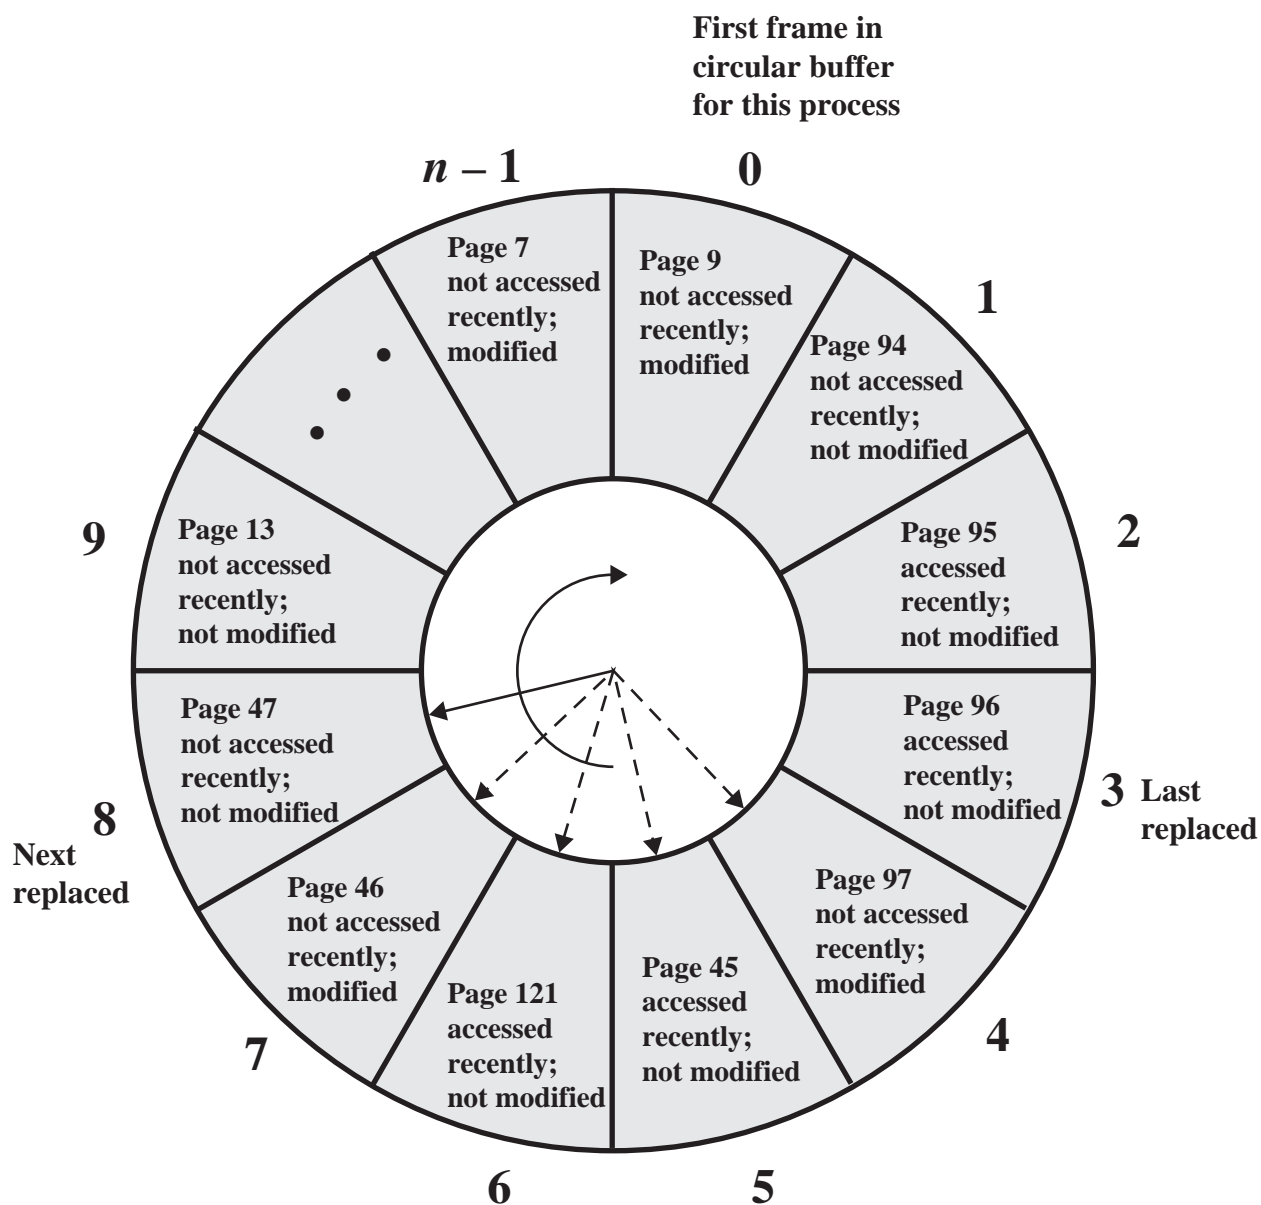 First frame in
circular buffer
for this process
n – 1
0
Page 7
not accessed
recently;
modified
Page 9
not accessed
recently;
modified
1
Page 94
not accessed
recently;
not modified
2
Page 95
accessed
recently;
not modified
9
Page 13
not accessed
recently;
not modified
Page 96
accessed
recently;
not modified
3
Last
replaced
Page 47
not accessed
recently;
not modified
8
Next
replaced
Page 97
not accessed
recently;
modified
4
Page 46
not accessed
recently;
modified
7
Page 45
accessed
recently;
not modified
5
Page 121
accessed
recently;
not modified
6